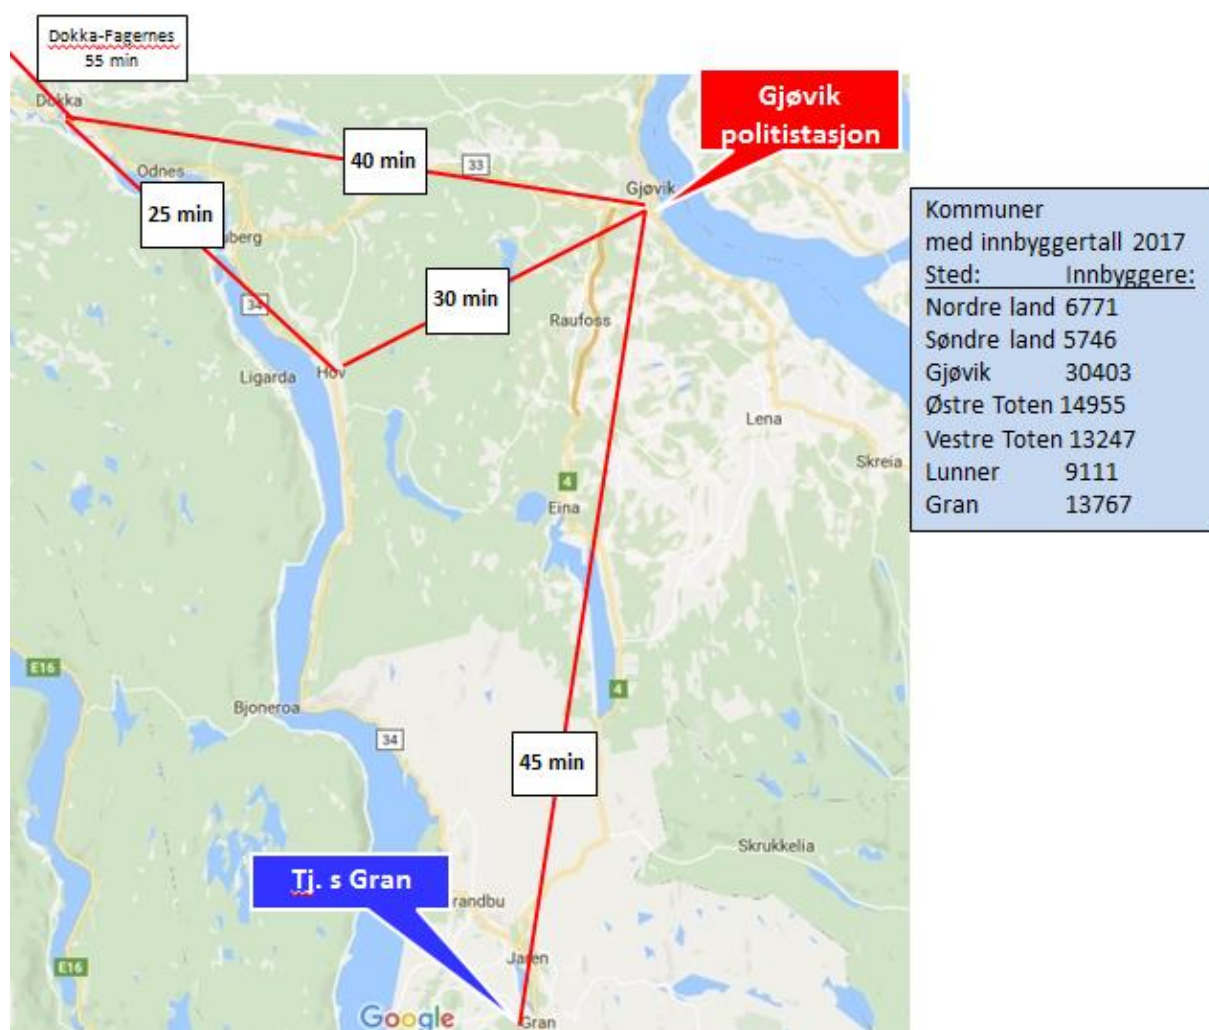 Dokka-Fagernes
55 min
Dokka
Gjøvik
politistasjon
40 min
33
Odnes
Gjøvik
25 min
Kommuner
med innbyggertall 2017
Sted: Innbyggere:
Nordre land 6771
Søndre land 5746
Gjøvik 30403
Østre Toten 14955
Vestre Toten 13247
Lunner 9111
Gran 13767
30 min
34
Raufoss
Ligarda
Hov
Lena
Skreia
4
Eina
E16
4
Bjoneroa
34
45 min
Skrukkelia
Tj. s Gran
randbu
Jaren
E16
Google
Gran